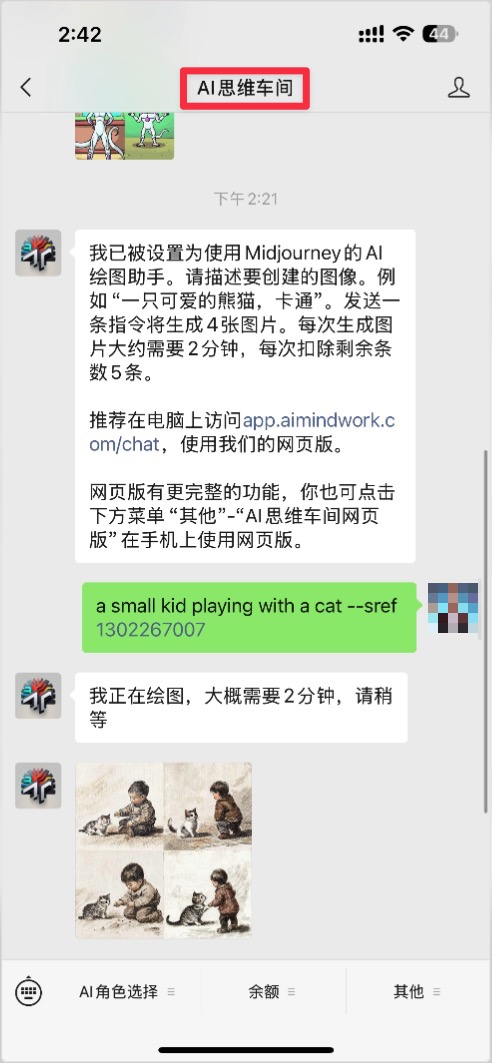 2:42
44
AI思维车间
下午2:21
我已被设置为使用Midjourney的AI
绘图助手。请描述要创建的图像。例
如“一只可爱的熊猫，卡通”。发送一
条指令将生成4张图片。每次生成图
片大约需要2分钟，每次扣除剩余条
数5条。
推荐在电脑上访问app.aimindwork.c
om/chat，使用我们的网页版。
网页版有更完整的功能，你也可点击
下方菜单“其他”-“AI思维车间网页
版”在手机上使用网页版。
a small kid playing with a cat --sref
1302267007
我正在绘图，大概需要2分钟，请稍
等
AI角色选择
余额
其他